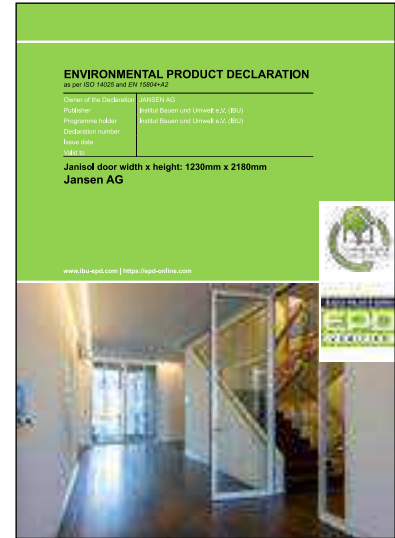 ENVIRONMENTAL PRODUCT DECLARATION
as per ISO 14025 and EN 15804+A2
Owner of the Declaration JANSEN AG
Publisher Institut Bauen und Umwelt e.V. (IBU)
Programme holder Institut Bauen und Umwelt e.V. (IBU)
Declaration number
Issue date
Valid to
Janisol door width x height: 1230mm x 2180mm
Jansen AG
www.ibu-epd.com | https://epd-online.com
VERIFIED